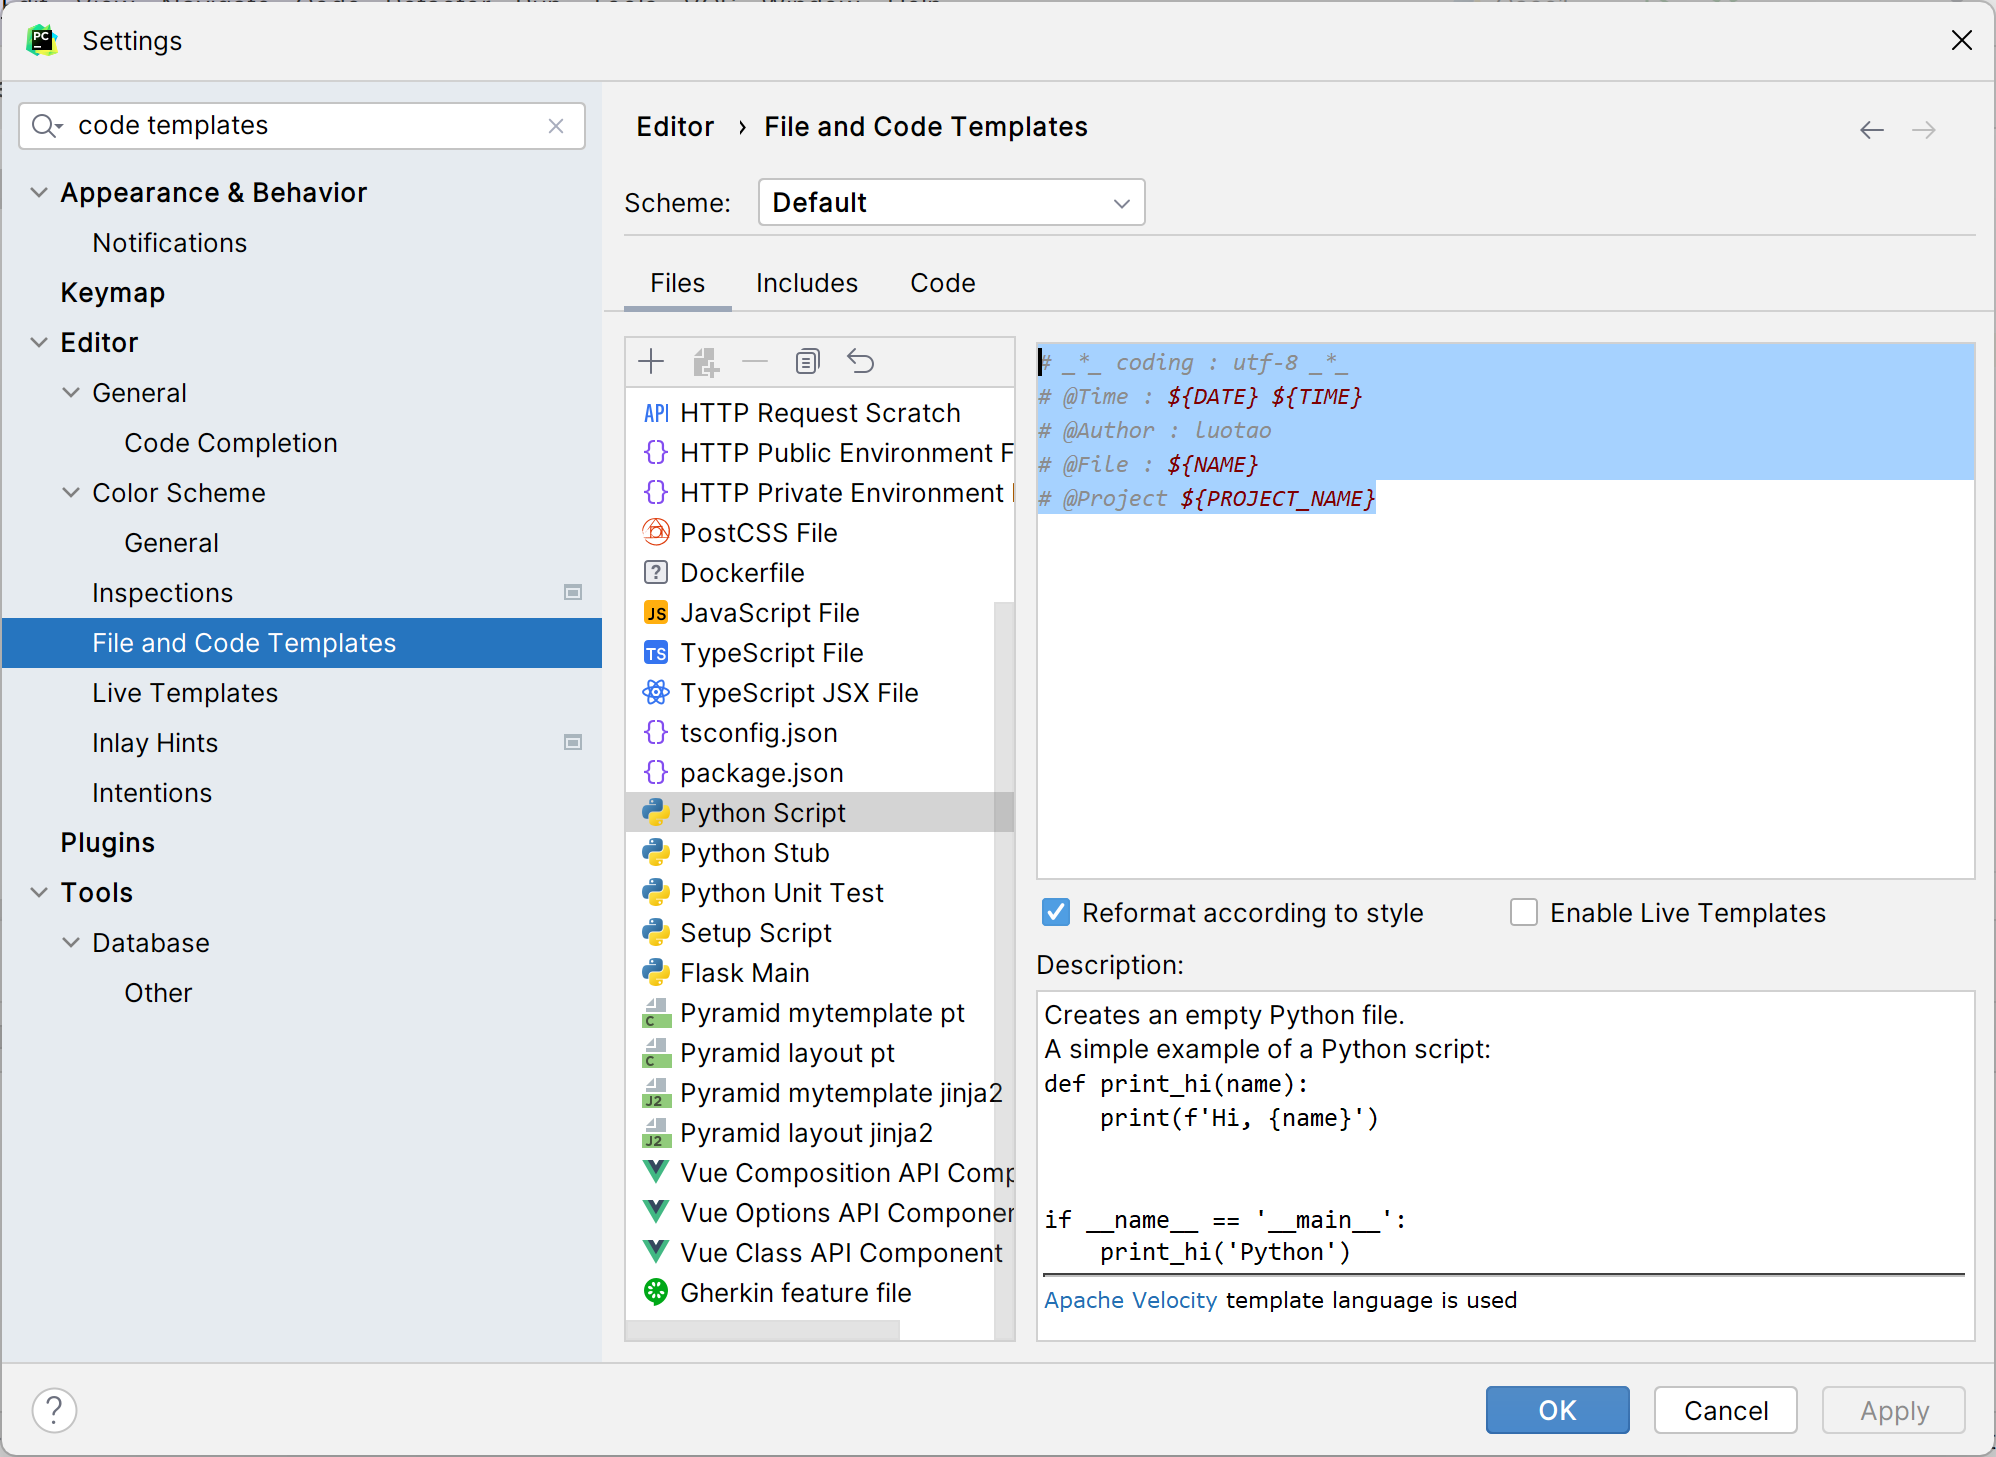 PC
Settings
code templates
Appearance & Behavior
Notifications
Keymap
Editor
General
Code Completion
Color Scheme
General
Inspections
File and Code Templates
Live Templates
Inlay Hints
Intentions
Plugins
Tools
Database
Other
Editor › File and Code Templates
Scheme: Default
Files Includes Code
API HTTP Request Scratch
{} HTTP Public Environment F
{} HTTP Private Environment
PostCSS File
? Dockerfile
JS JavaScript File
TS TypeScript File
TypeScript JSX File
{} tsconfig.json
{} package.json
Python Script
Python Stub
Python Unit Test
Setup Script
Flask Main
C Pyramid mytemplate pt
C Pyramid layout pt
J2 Pyramid mytemplate jinja2
J2 Pyramid layout jinja2
Vue Composition API Comp
Vue Options API Componen
Vue Class API Component
Gherkin feature file
# _*_ coding : utf-8 _*_
# @Time : ${DATE} ${TIME}
# @Author : luotao
# @File : ${NAME}
# @Project ${PROJECT_NAME}
Reformat according to style Enable Live Templates
Description:
Creates an empty Python file.
A simple example of a Python script:
def print_hi(name):
    print(f'Hi, {name}')
if __name__ == '__main__':
    print_hi('Python')
Apache Velocity template language is used
? OK Cancel Apply